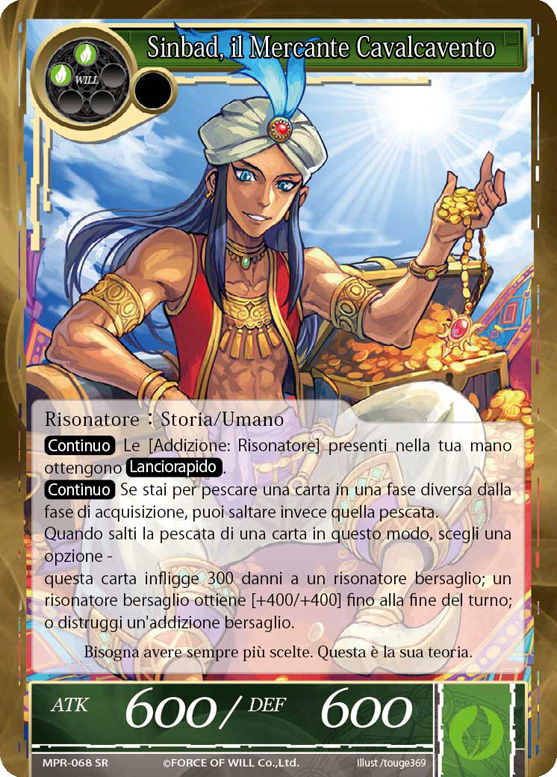 Sinbad, il Mercante Cavalcavento
WILL
Risonatore : Storia/Umano
Continuo Le [Addizione: Risonatore] presenti nella tua mano
ottengono Lanciorapido.
Continuo Se stai per pescare una carta in una fase diversa dalla
fase di acquisizione, puoi saltare invece quella pescata.
Quando salti la pescata di una carta in questo modo, scegli una
opzione -
questa carta infligge 300 danni a un risonatore bersaglio; un
risonatore bersaglio ottiene [+400/+400] fino alla fine del turno;
o distruggi un'addizione bersaglio.
Bisogna avere sempre più scelte. Questa è la sua teoria.
ATK 600 / DEF 600
MPR-068 SR ©FORCE OF WILL Co.,Ltd. Illust /touge369